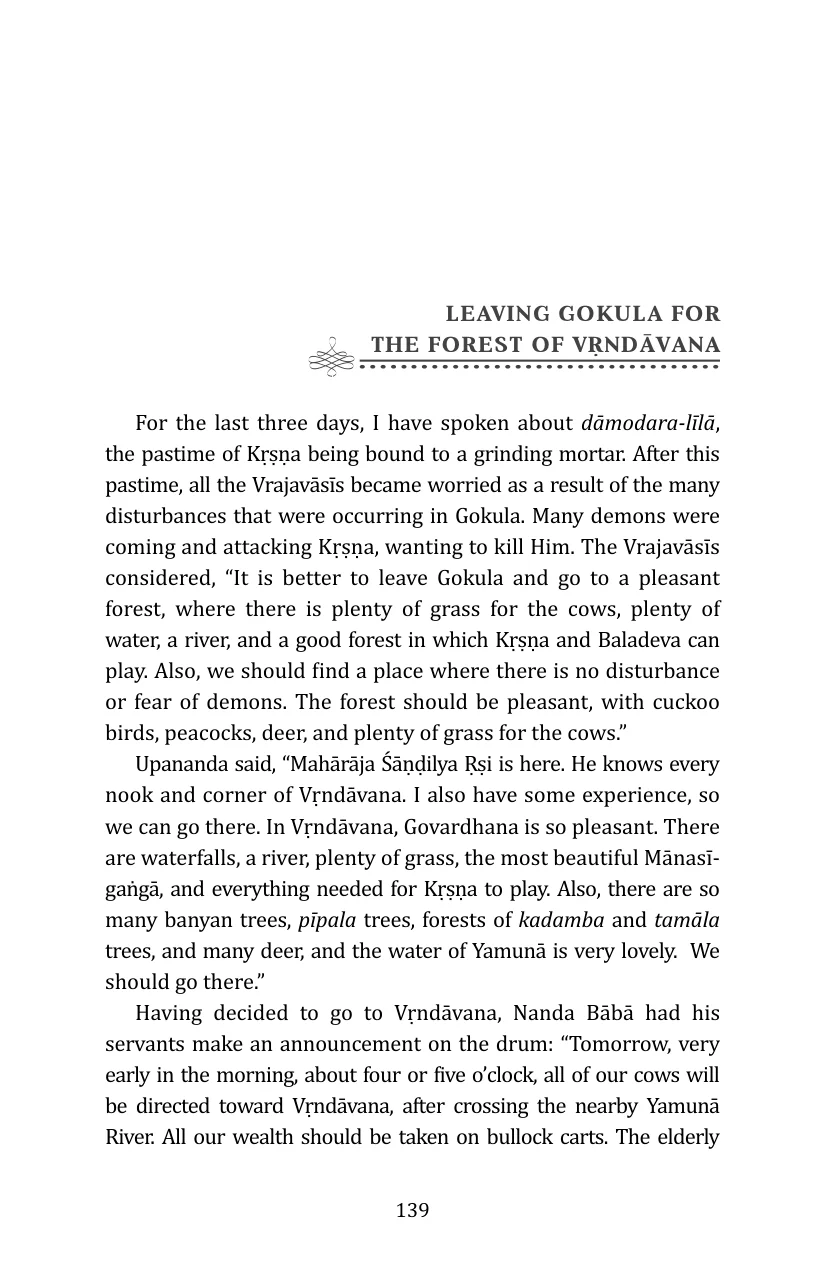 LEAVING GOKULA FOR
THE FOREST OF VṚNDĀVANA
For the last three days, I have spoken about dāmodara-līlā,
the pastime of Kṛṣṇa being bound to a grinding mortar. After this
pastime, all the Vrajavāsīs became worried as a result of the many
disturbances that were occurring in Gokula. Many demons were
coming and attacking Kṛṣṇa, wanting to kill Him. The Vrajavāsīs
considered, “It is better to leave Gokula and go to a pleasant
forest, where there is plenty of grass for the cows, plenty of
water, a river, and a good forest in which Kṛṣṇa and Baladeva can
play. Also, we should find a place where there is no disturbance
or fear of demons. The forest should be pleasant, with cuckoo
birds, peacocks, deer, and plenty of grass for the cows.”
Upananda said, “Mahārāja Śāṇḍilya Ṛṣi is here. He knows every
nook and corner of Vṛndāvana. I also have some experience, so
we can go there. In Vṛndāvana, Govardhana is so pleasant. There
are waterfalls, a river, plenty of grass, the most beautiful Mānasī-
gaṅgā, and everything needed for Kṛṣṇa to play. Also, there are so
many banyan trees, pīpala trees, forests of kadamba and tamāla
trees, and many deer, and the water of Yamunā is very lovely. We
should go there.”
Having decided to go to Vṛndāvana, Nanda Bābā had his
servants make an announcement on the drum: “Tomorrow, very
early in the morning, about four or five o’clock, all of our cows will
be directed toward Vṛndāvana, after crossing the nearby Yamunā
River. All our wealth should be taken on bullock carts. The elderly
139